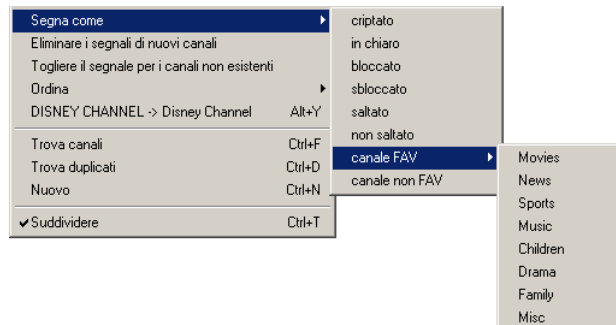 Segna come
Eliminare i segnali di nuovi canali
Togliere il segnale per i canali non esistenti
Ordina
DISNEY CHANNEL -> Disney Channel Alt+Y
Trova canali Ctrl+F
Trova duplicati Ctrl+D
Nuovo Ctrl+N
Suddividere Ctrl+T
criptato
in chiaro
bloccato
sbloccato
saltato
non saltato
canale FAV
canale non FAV
Movies
News
Sports
Music
Children
Drama
Family
Misc